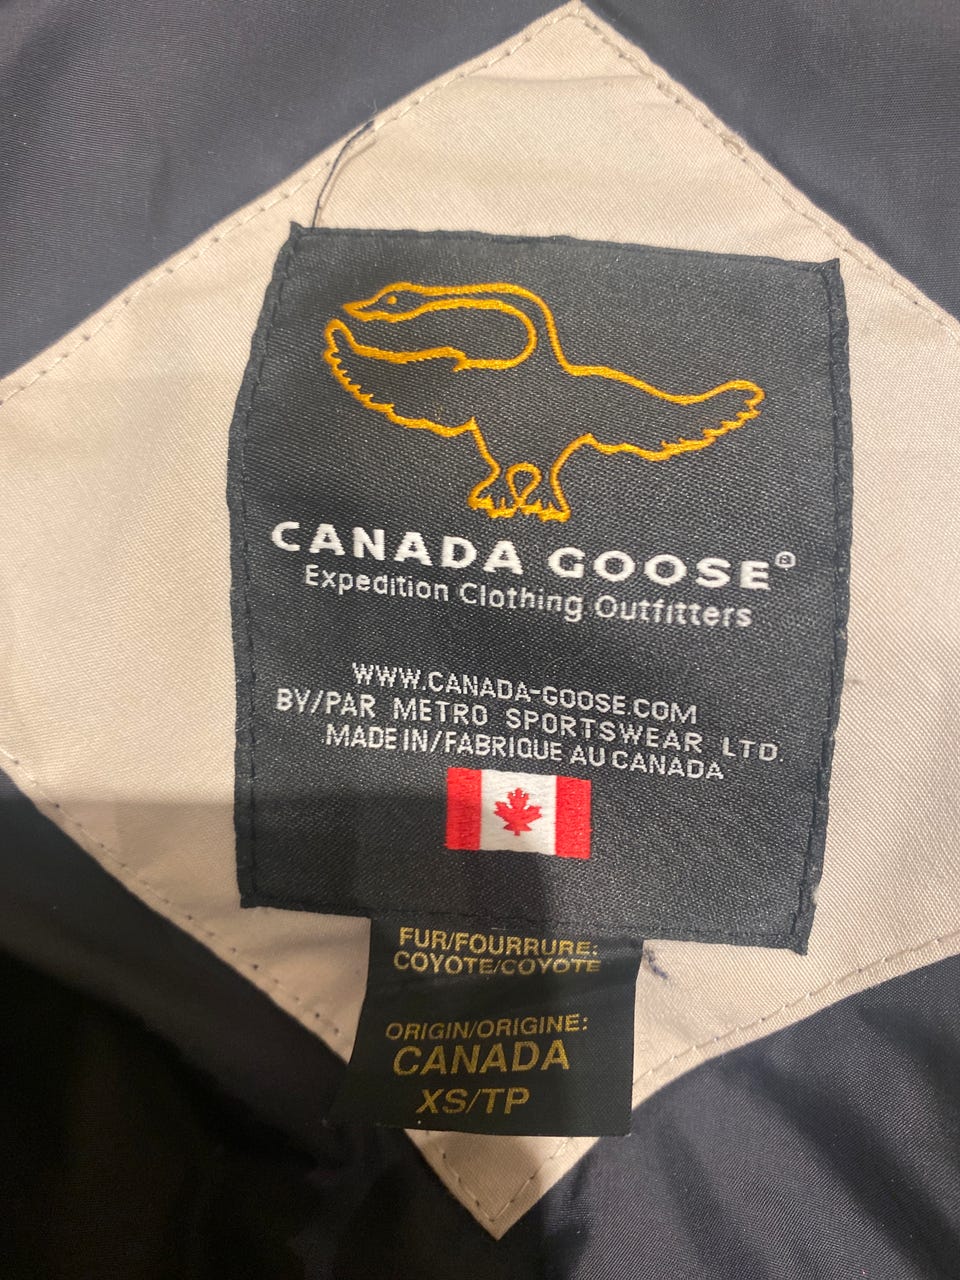 CANADA GOOSE®
Expedition Clothing Outfitters
WWW.CANADA-GOOSE.COM
BY/PAR METRO SPORTSWEAR LTD.
MADE IN/FABRIQUE AU CANADA
FUR/FOURRURE:
COYOTE/COYOTE
ORIGIN/ORIGINE:
CANADA
XS/TP